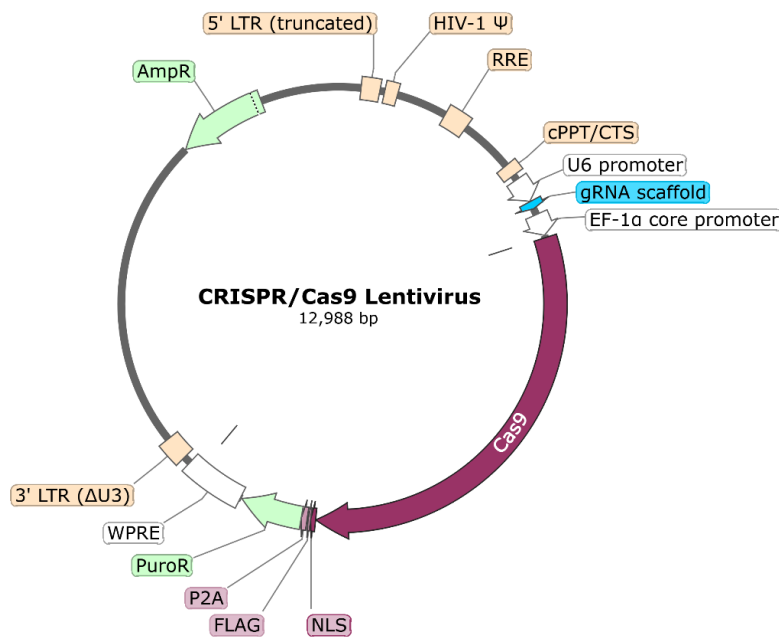 5' LTR (truncated)
HIV-1 Ψ
RRE
AmpR
cPPT/CTS
U6 promoter
gRNA scaffold
EF-1α core promoter
CRISPR/Cas9 Lentivirus
12,988 bp
Cas9
3' LTR (ΔU3)
WPRE
PuroR
P2A
FLAG
NLS